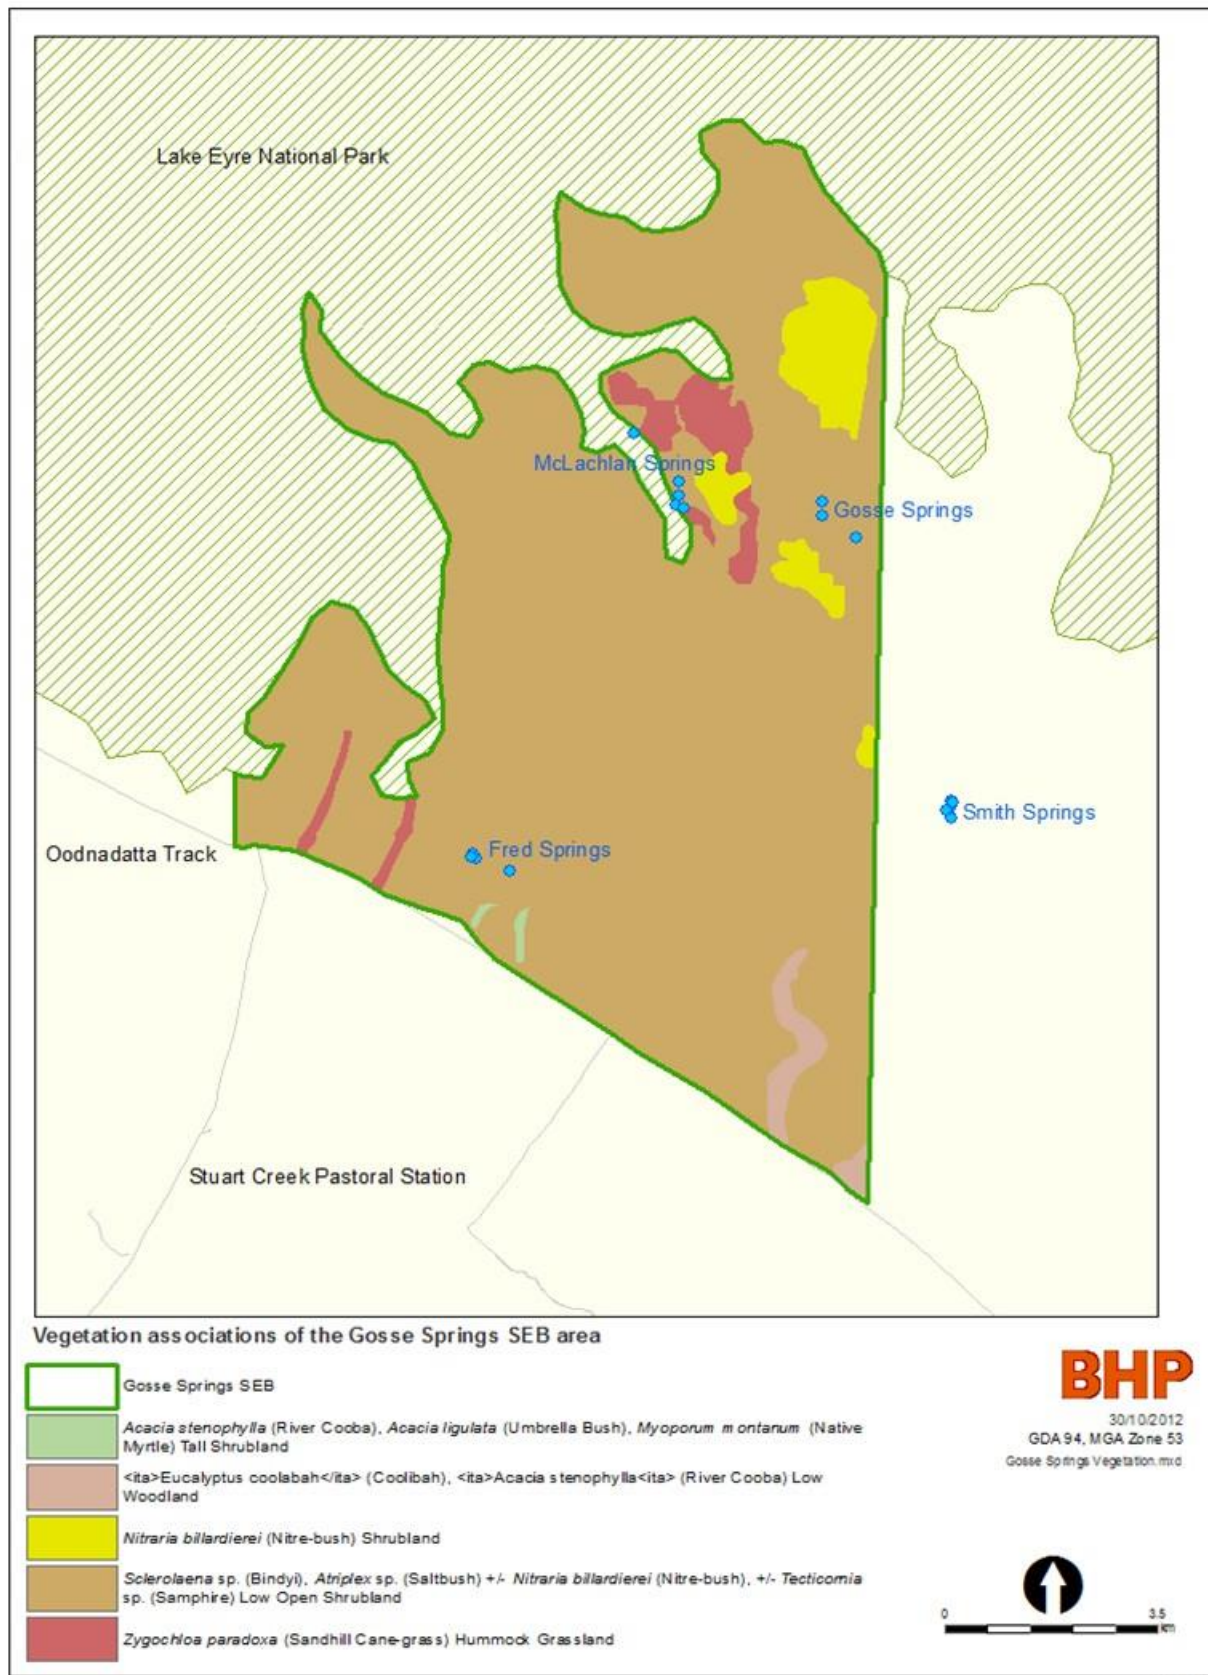 Lake Eyre National Park
McLachlan Springs
Gosse Springs
Smith Springs
Oodnadatta Track
Fred Springs
Stuart Creek Pastoral Station
Vegetation associations of the Gosse Springs SEB area
Gosse Springs SEB
Acacia stenophylla (River Cooba), Acacia ligulata (Umbrella Bush), Myoporum montanum (Native
Myrtle) Tall Shrubland
<ita>Eucalyptus coolabah</ita> (Coolibah), <ita>Acacia stenophylla<ita> (River Cooba) Low
Woodland
Nitraria billardierei (Nitre-bush) Shrubland
Sclerolaena sp. (Bindyi), Atriplex sp. (Saltbush) +/- Nitraria billardierei (Nitre-bush), +/- Tecticornia
sp. (Samphire) Low Open Shrubland
Zygochloa paradoxa (Sandhill Cane-grass) Hummock Grassland
BHP
30/10/2012
GDA 94, MGA Zone 53
Gosse Springs Vegetation.mxd
0 3.5
km